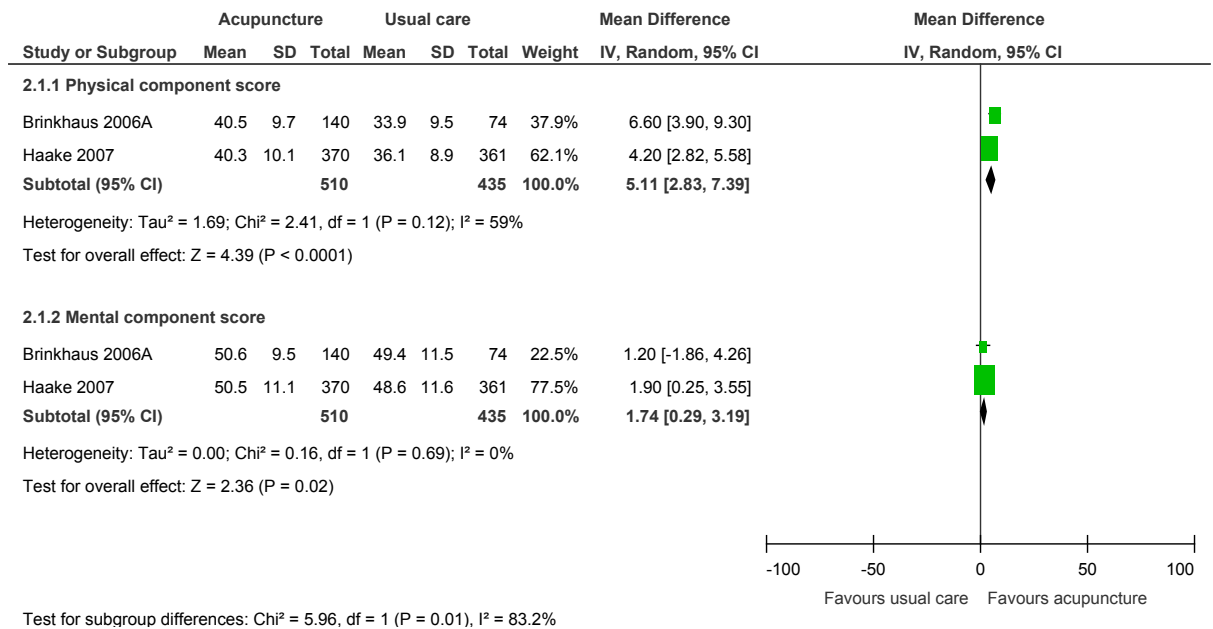 Acupuncture Usual care Mean Difference Mean Difference
Study or Subgroup Mean SD Total Mean SD Total Weight IV, Random, 95% CI IV, Random, 95% CI
2.1.1 Physical component score
Brinkhaus 2006A 40.5 9.7 140 33.9 9.5 74 37.9% 6.60 [3.90, 9.30]
Haake 2007 40.3 10.1 370 36.1 8.9 361 62.1% 4.20 [2.82, 5.58]
Subtotal (95% CI) 510 435 100.0% 5.11 [2.83, 7.39]
Heterogeneity: Tau² = 1.69; Chi² = 2.41, df = 1 (P = 0.12); I² = 59%
Test for overall effect: Z = 4.39 (P < 0.0001)
2.1.2 Mental component score
Brinkhaus 2006A 50.6 9.5 140 49.4 11.5 74 22.5% 1.20 [-1.86, 4.26]
Haake 2007 50.5 11.1 370 48.6 11.6 361 77.5% 1.90 [0.25, 3.55]
Subtotal (95% CI) 510 435 100.0% 1.74 [0.29, 3.19]
Heterogeneity: Tau² = 0.00; Chi² = 0.16, df = 1 (P = 0.69); I² = 0%
Test for overall effect: Z = 2.36 (P = 0.02)
-100 -50 0 50 100
Favours usual care Favours acupuncture
Test for subgroup differences: Chi² = 5.96, df = 1 (P = 0.01), I² = 83.2%